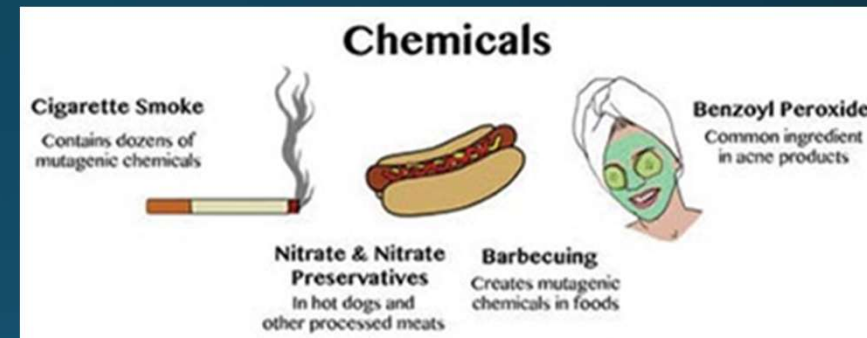 Chemicals
Cigarette Smoke
Contains dozens of
mutagenic chemicals
Nitrate & Nitrate
Preservatives
In hot dogs and
other processed meats
Barbecuing
Creates mutagenic
chemicals in foods
Benzoyl Peroxide
Common ingredient
in acne products